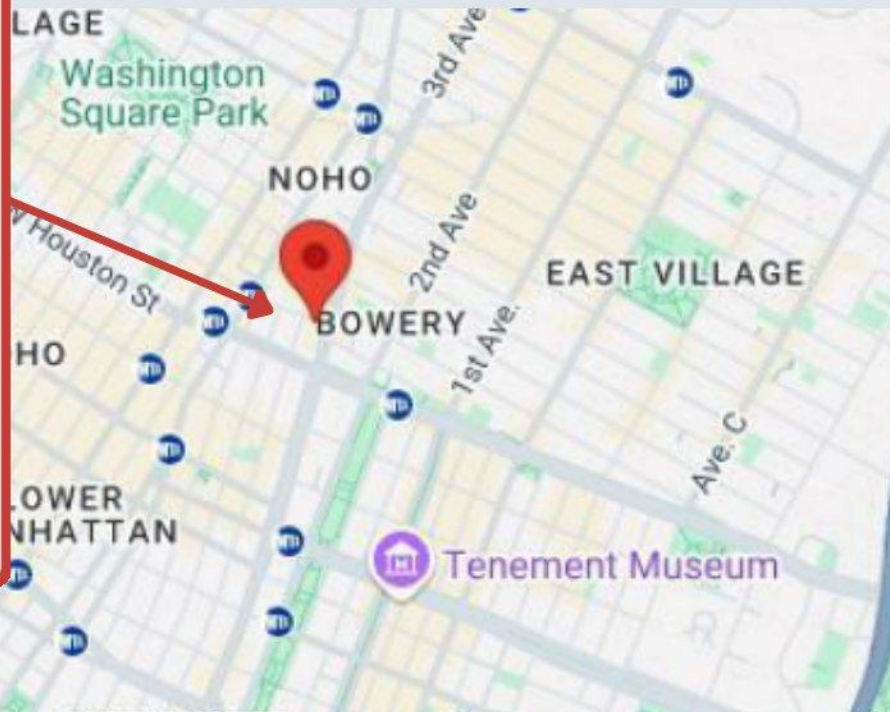 LAGE
Washington
Square Park
3rd Ave
NOHO
W Houston St
2nd Ave
EAST VILLAGE
BOWERY
1st Ave.
HO
Ave. C
LOWER
NHATTAN
Tenement Museum